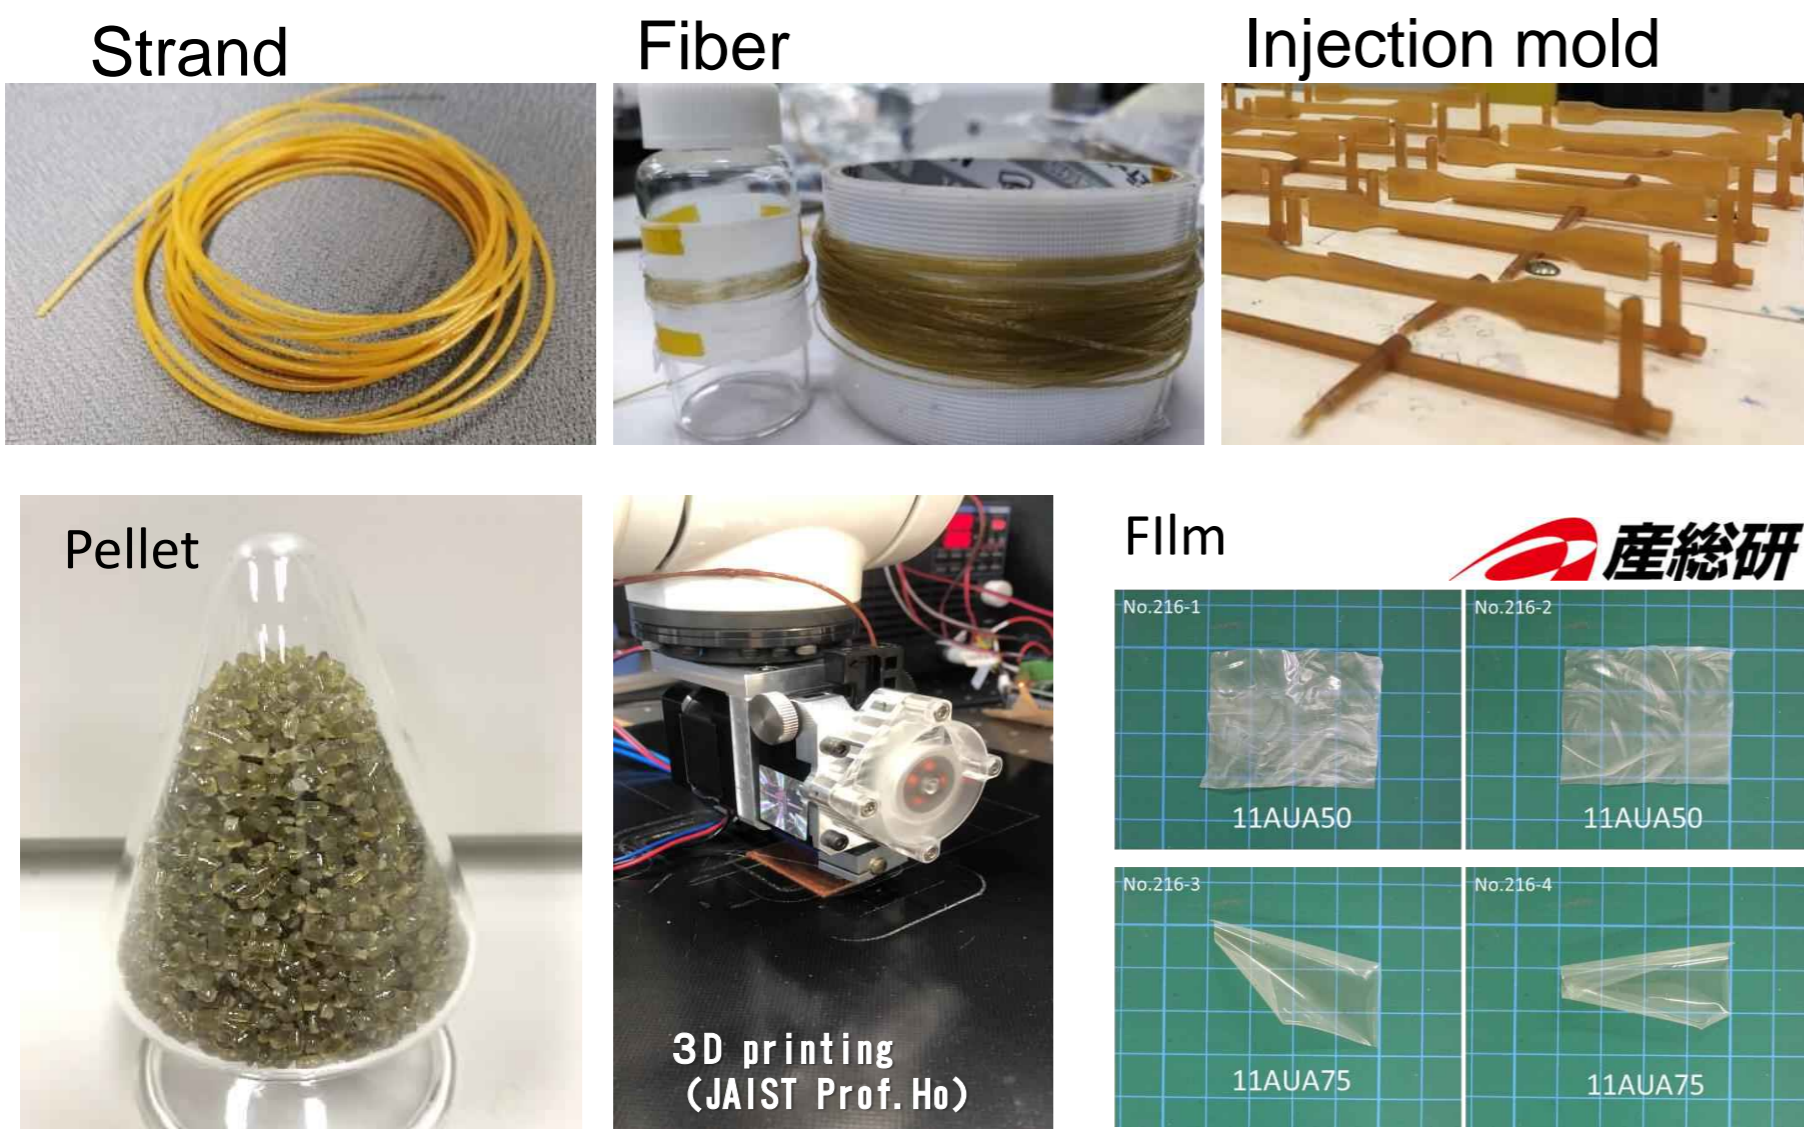 Strand
Fiber
Injection mold
Pellet
3D printing
(JAIST Prof.Ho)
FIlm
産総研
No.216-1
11AUA50
No.216-2
11AUA50
No.216-3
11AUA75
No.216-4
11AUA75